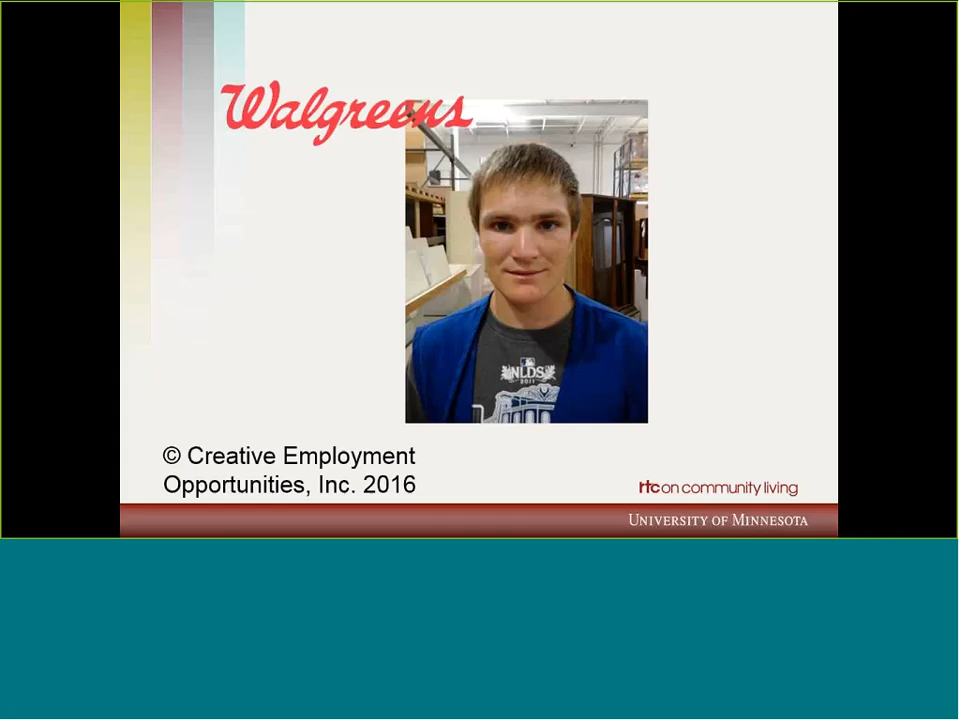 Walgreens
NLDS
2011
© Creative Employment
Opportunities, Inc. 2016
rtc on community living
UNIVERSITY OF MINNESOTA